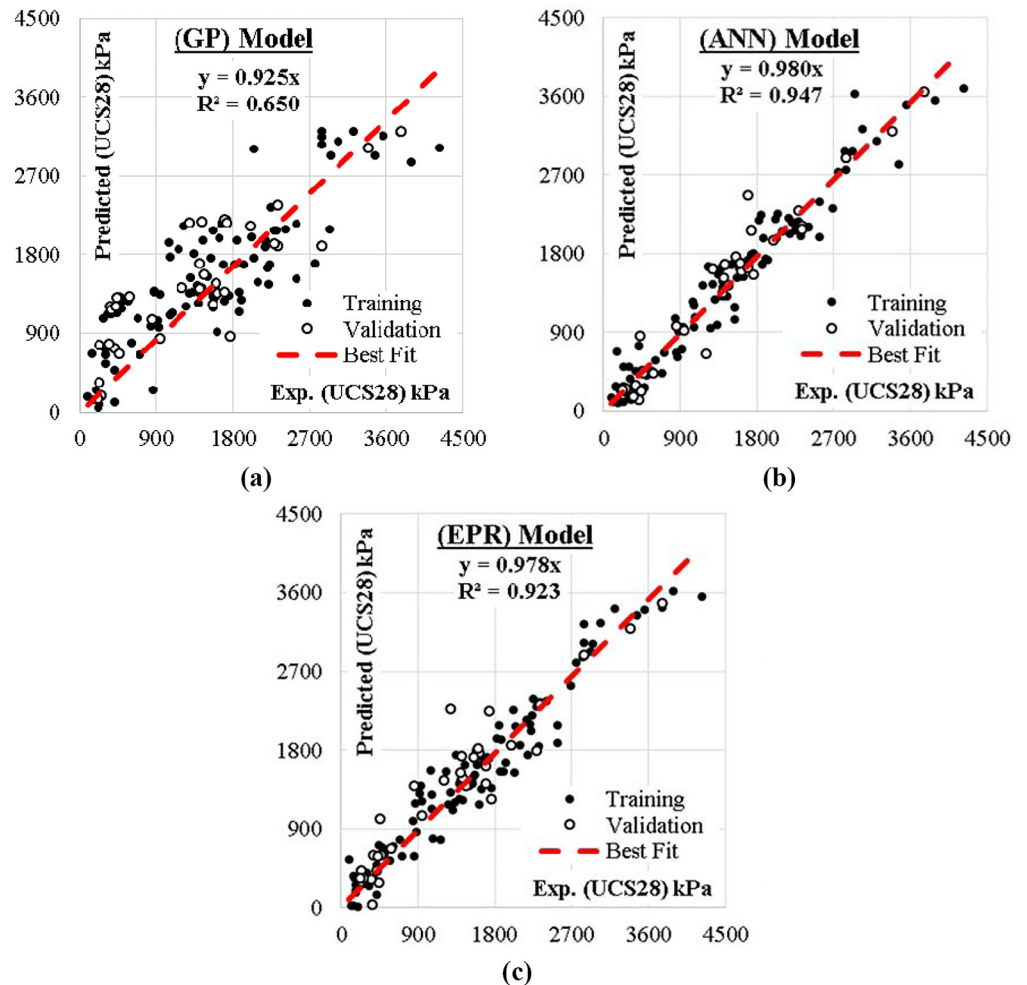 (GP) Model
y = 0.925x
R² = 0.650
Predicted (UCS28) kPa
4500
3600
2700
1800
900
0
Training
Validation
Best Fit
Exp. (UCS28) kPa
0 900 1800 2700 3600 4500
(a)
(ANN) Model
y = 0.980x
R² = 0.947
Predicted (UCS28) kPa
4500
3600
2700
1800
900
0
Training
Validation
Best Fit
Exp. (UCS28) kPa
0 900 1800 2700 3600 4500
(b)
(EPR) Model
y = 0.978x
R² = 0.923
Predicted (UCS28) kPa
4500
3600
2700
1800
900
0
Training
Validation
Best Fit
Exp. (UCS28) kPa
0 900 1800 2700 3600 4500
(c)